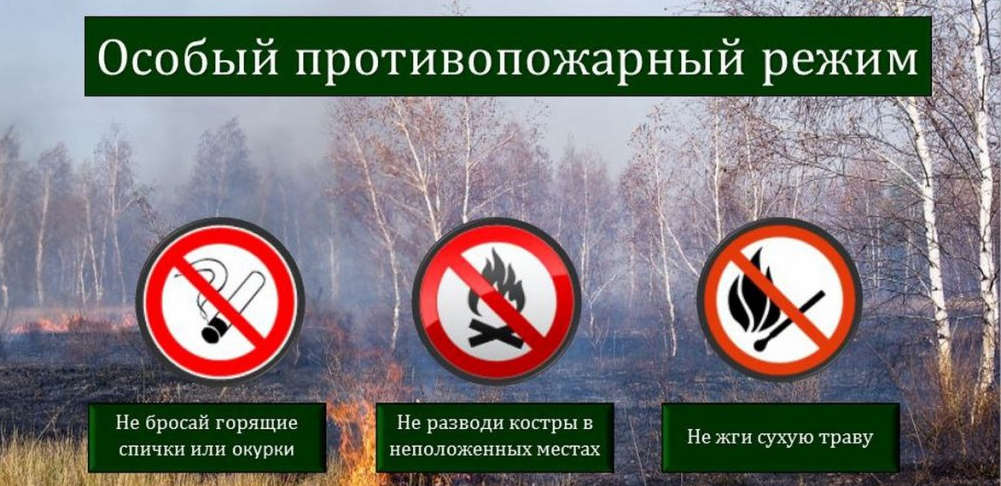 Особый противопожарный режим
Не бросай горящие
спички или окурки
Не разводи костры в
неположенных местах
Не жги сухую траву